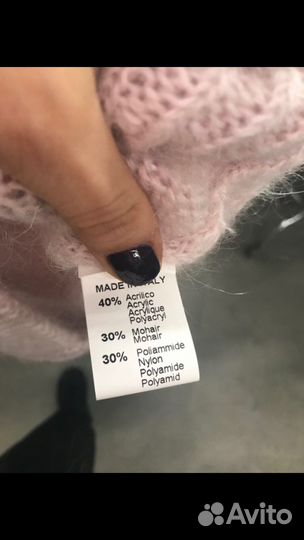 MADE IN ITALY
40% Acrilico
Acrylic
Acrylique
Polyacryl
30% Mohair
Mohair
30% Poliammide
Nylon
Polyamide
Polyamid
Avito